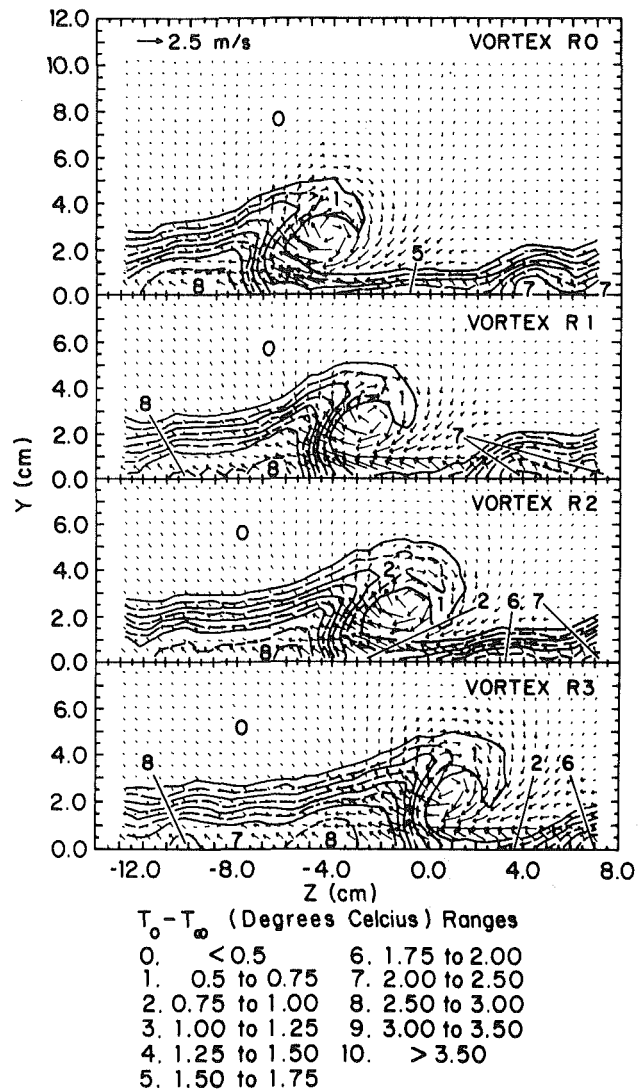 12.0
→2.5 m/s VORTEX R0
10.0
0
8.0
6.0
4.0 1
2.0 5
8 7 7
0.0
VORTEX R1
0
6.0
4.0
8 7
2.0
8
0.0
VORTEX R2
0
6.0
4.0 2
1 2 6 7
2.0
8
0.0
VORTEX R3
0
6.0
8 2 6
4.0
2.0
7 8
0.0
Y (cm)
-12.0 -8.0 -4.0 0.0 4.0 8.0
Z (cm)
T₀-T∞ (Degrees Celcius) Ranges
0. <0.5 6. 1.75 to 2.00
1. 0.5 to 0.75 7. 2.00 to 2.50
2. 0.75 to 1.00 8. 2.50 to 3.00
3. 1.00 to 1.25 9. 3.00 to 3.50
4. 1.25 to 1.50 10. >3.50
5. 1.50 to 1.75